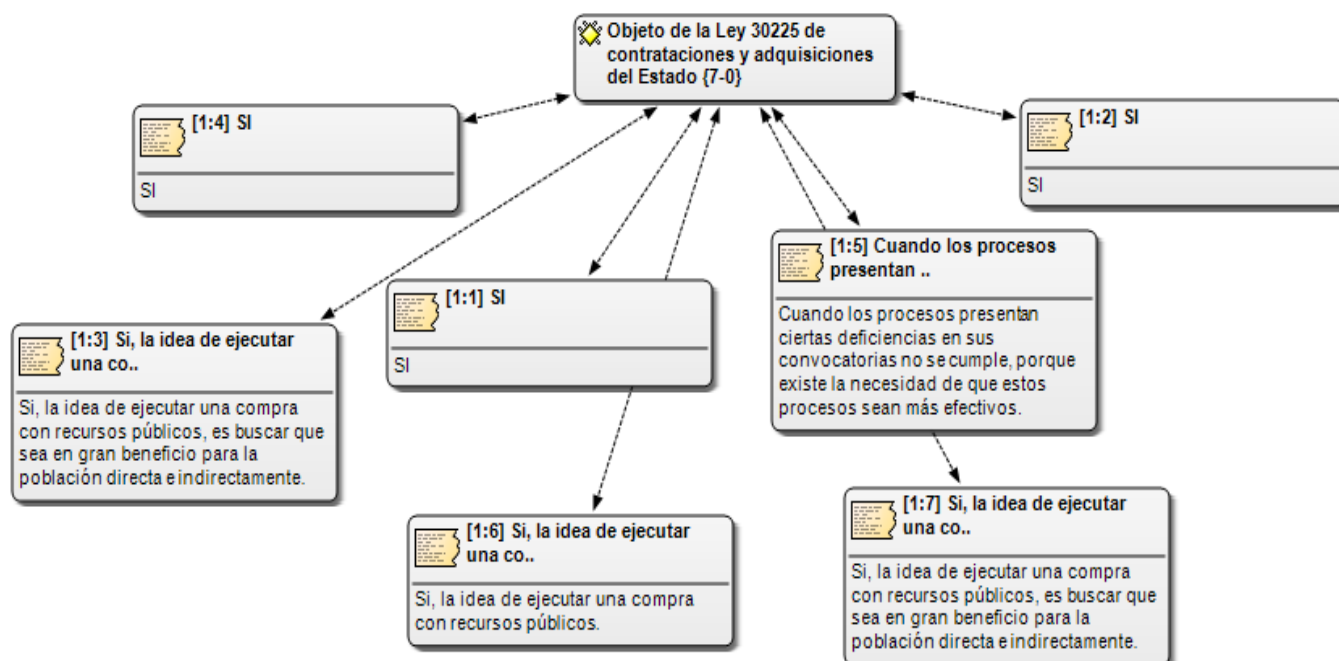 Objeto de la Ley 30225 de
contrataciones y adquisiciones
del Estado {7-0}
[1:4] SI
SI
[1:2] SI
SI
[1:5] Cuando los procesos
presentan ..
Cuando los procesos presentan
ciertas deficiencias en sus
convocatorias no se cumple, porque
existe la necesidad de que estos
procesos sean más efectivos.
[1:1] SI
SI
[1:3] Si, la idea de ejecutar
una co..
Si, la idea de ejecutar una compra
con recursos públicos, es buscar que
sea en gran beneficio para la
población directa e indirectamente.
[1:6] Si, la idea de ejecutar
una co..
Si, la idea de ejecutar una compra
con recursos públicos.
[1:7] Si, la idea de ejecutar
una co..
Si, la idea de ejecutar una compra
con recursos públicos, es buscar que
sea en gran beneficio para la
población directa e indirectamente.